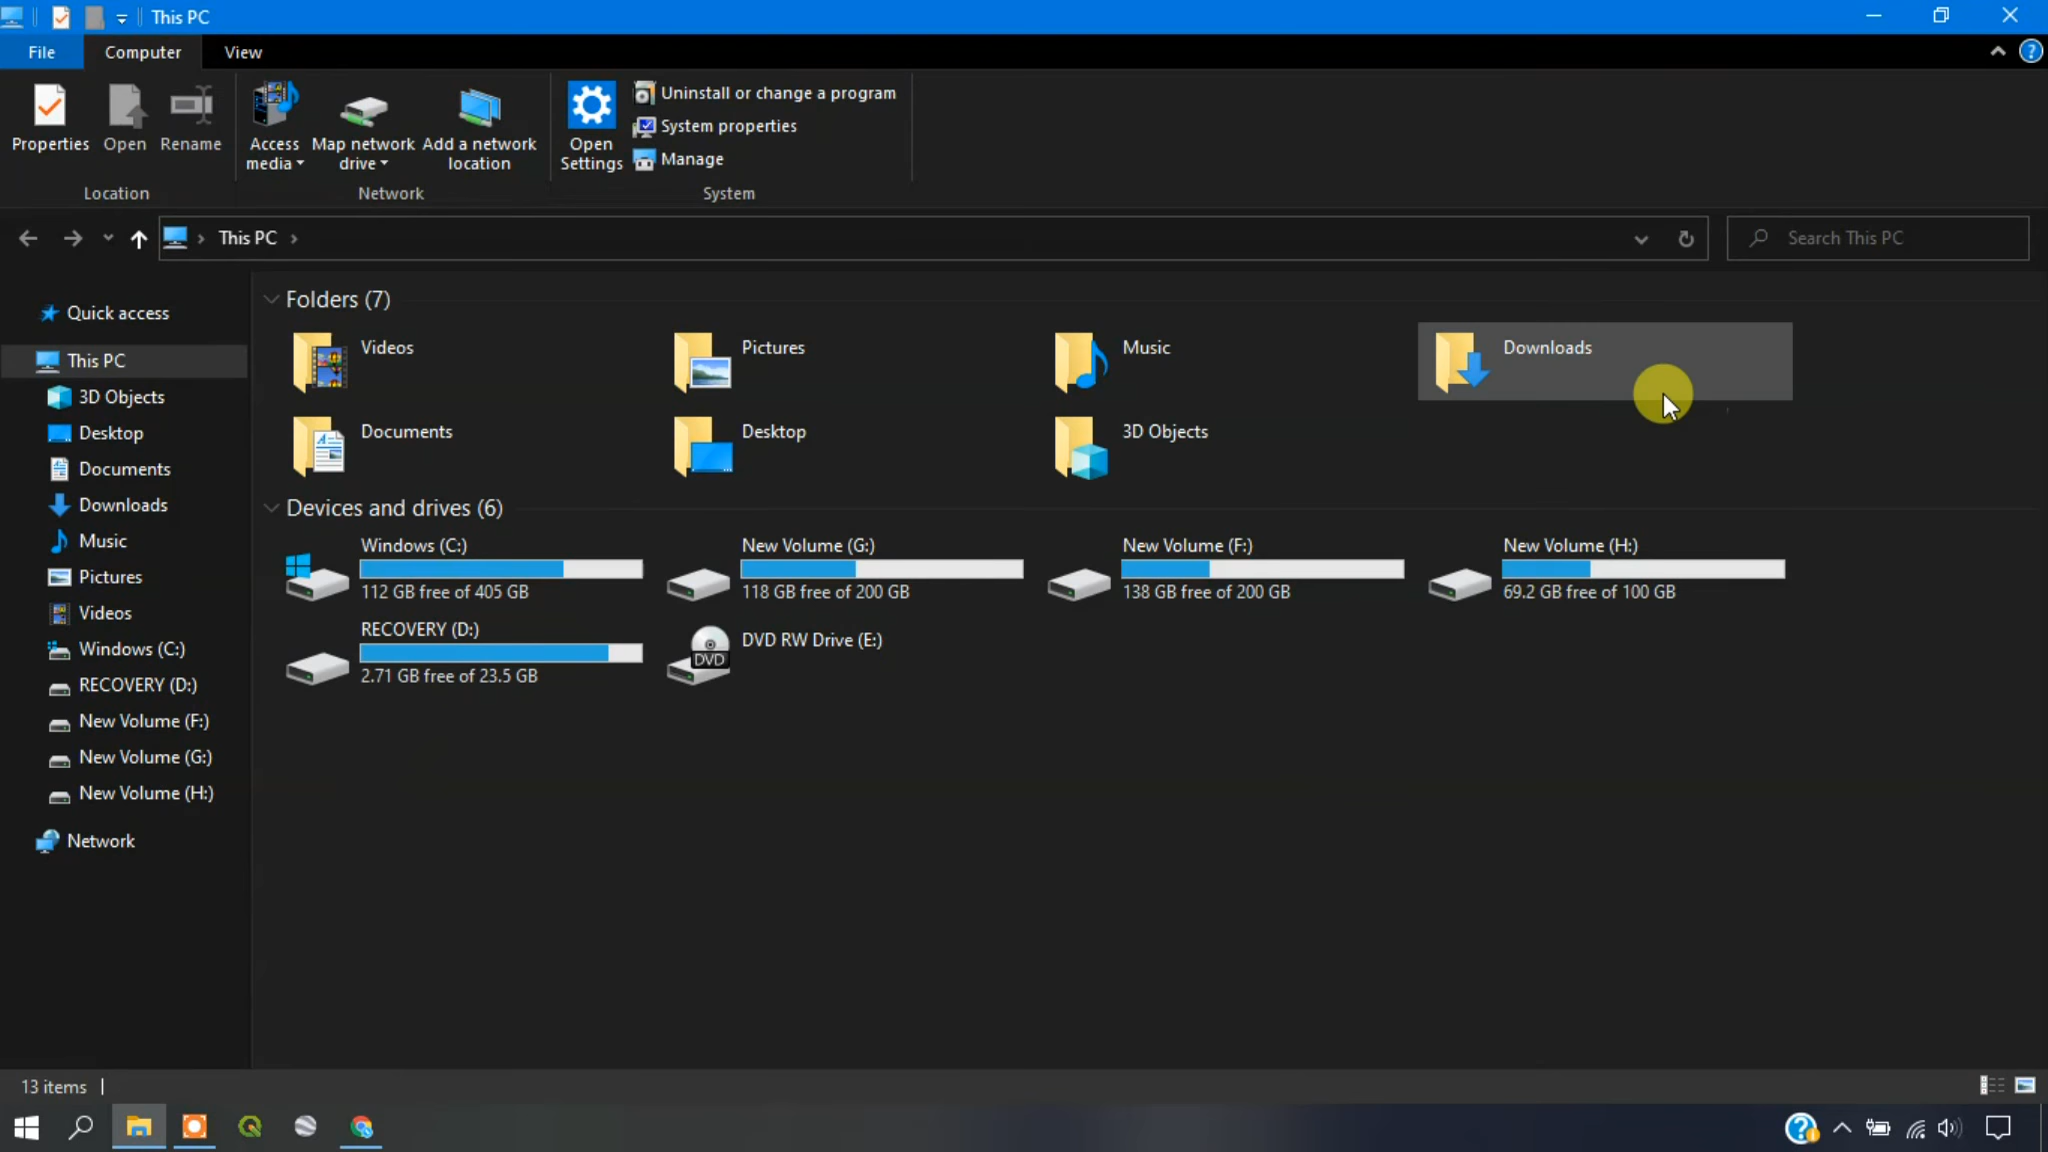 This PC
File
Computer
View
Properties
Open
Rename
Access media
Map network drive
Add a network location
Open Settings
Uninstall or change a program
System properties
Manage
Location
Network
System
This PC
Search This PC
Quick access
This PC
3D Objects
Desktop
Documents
Downloads
Music
Pictures
Videos
Windows (C:)
RECOVERY (D:)
New Volume (F:)
New Volume (G:)
New Volume (H:)
Network
Folders (7)
Videos
Pictures
Music
Downloads
Documents
Desktop
3D Objects
Devices and drives (6)
Windows (C:)
112 GB free of 405 GB
New Volume (G:)
118 GB free of 200 GB
New Volume (F:)
138 GB free of 200 GB
New Volume (H:)
69.2 GB free of 100 GB
RECOVERY (D:)
2.71 GB free of 23.5 GB
DVD
DVD RW Drive (E:)
13 items